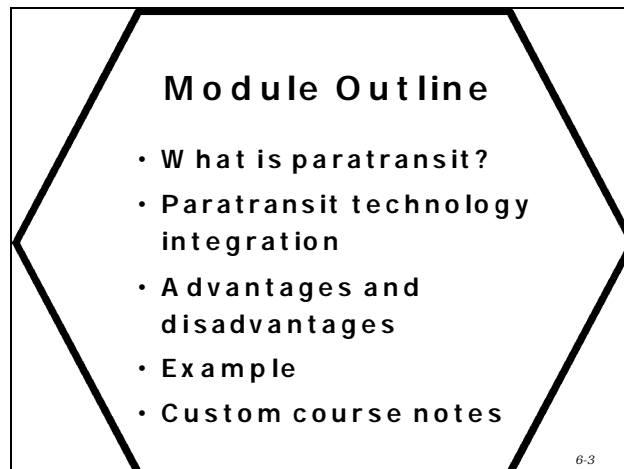 Module Outline
• What is paratransit?
• Paratransit technology
integration
• Advantages and
disadvantages
• Example
• Custom course notes
6-3